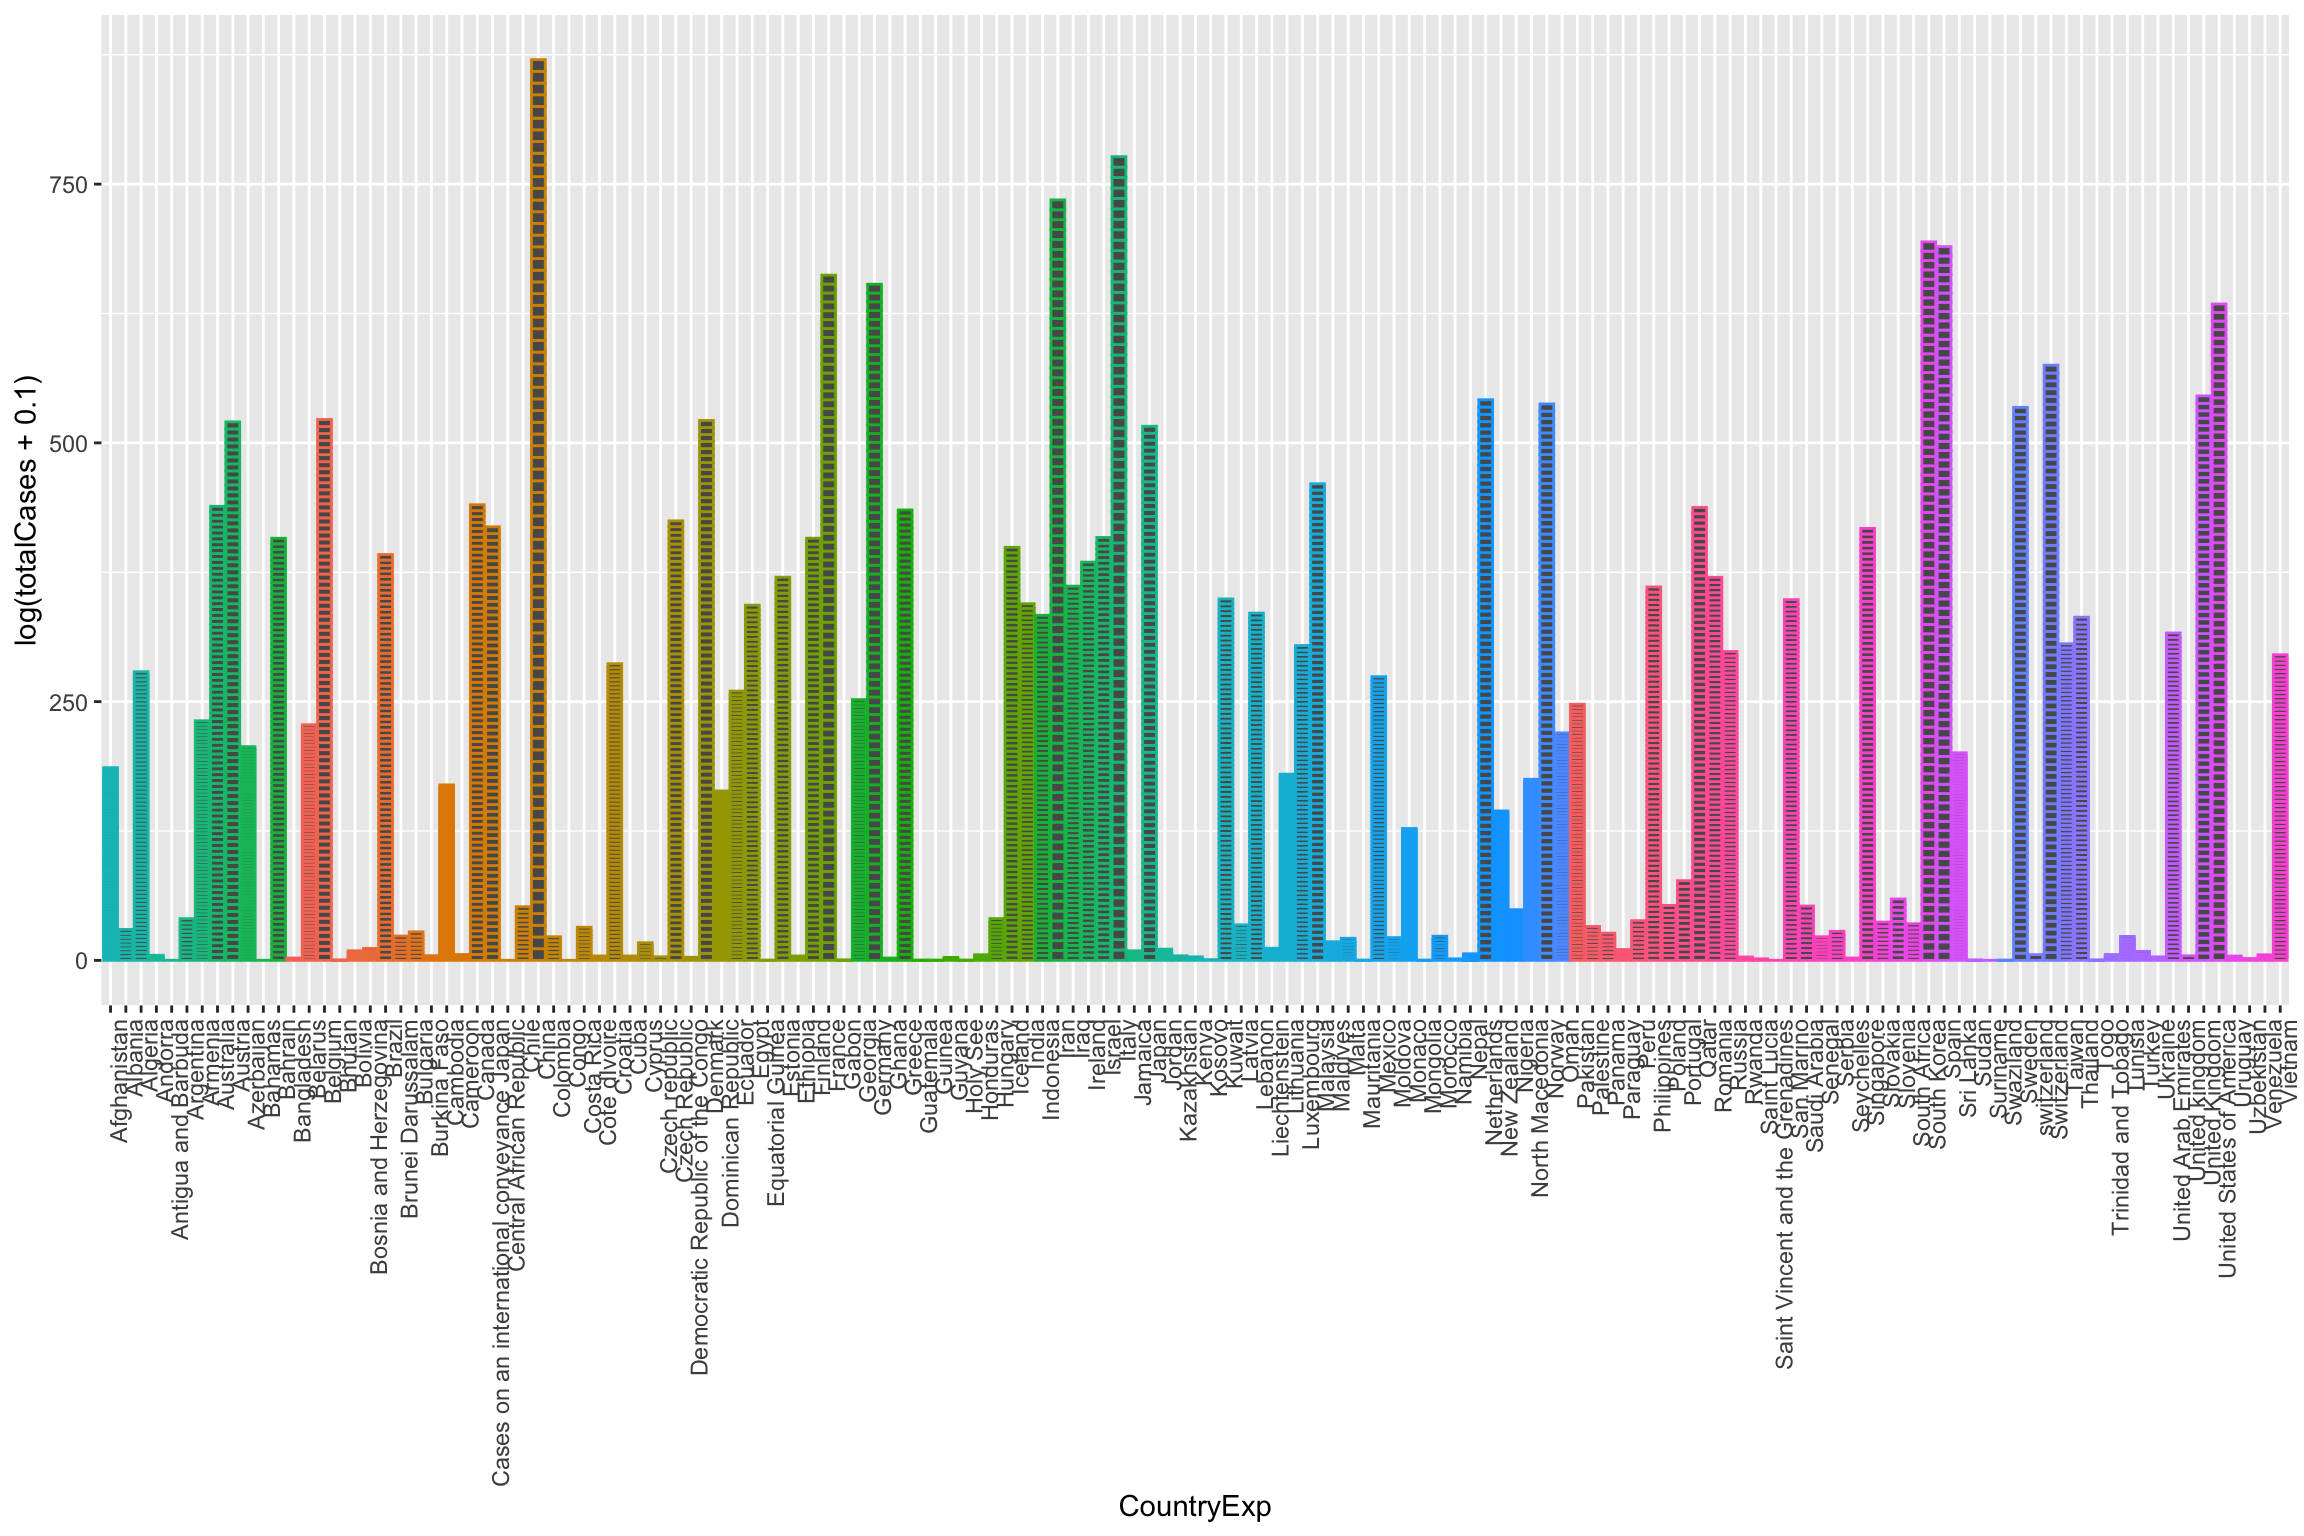 log(totalCases + 0.1)
750
500
250
0
Afghanistan
Albania
Algeria
Andorra
Antigua and Barbuda
Argentina
Armenia
Australia
Austria
Azerbaijan
Bahamas
Bahrain
Bangladesh
Belarus
Belgium
Bhutan
Bolivia
Bosnia and Herzegovina
Brazil
Brunei Darussalam
Bulgaria
Burkina Faso
Cambodia
Cameroon
Canada
Cases on an international conveyance Japan
Central African Republic
Chile
China
Colombia
Congo
Costa Rica
Cote divoire
Croatia
Cuba
Cyprus
Czech republic
Czech Republic
Democratic Republic of the Congo
Denmark
Dominican Republic
Ecuador
Egypt
Equatorial Guinea
Estonia
Ethiopia
Finland
France
Gabon
Georgia
Germany
Ghana
Greece
Guatemala
Guinea
Guyana
Holy See
Honduras
Hungary
Iceland
India
Indonesia
Iran
Iraq
Ireland
Israel
Italy
Jamaica
Japan
Jordan
Kazakhstan
Kenya
Kosovo
Kuwait
Latvia
Lebanon
Liechtenstein
Lithuania
Luxembourg
Malaysia
Maldives
Malta
Mauritania
Mexico
Moldova
Monaco
Mongolia
Morocco
Namibia
Nepal
Netherlands
New Zealand
Nigeria
North Macedonia
Norway
Oman
Pakistan
Palestine
Panama
Paraguay
Peru
Philippines
Poland
Portugal
Qatar
Romania
Russia
Rwanda
Saint Lucia
Saint Vincent and the Grenadines
San Marino
Saudi Arabia
Senegal
Serbia
Seychelles
Singapore
Slovakia
Slovenia
South Africa
South Korea
Spain
Sri Lanka
Sudan
Suriname
Swaziland
Sweden
switzerland
Switzerland
Taiwan
Thailand
Togo
Trinidad and Tobago
Tunisia
Turkey
Ukraine
United Arab Emirates
United Kingdom
United Kingdom
United States of America
Uruguay
Uzbekistan
Venezuela
Vietnam
CountryExp